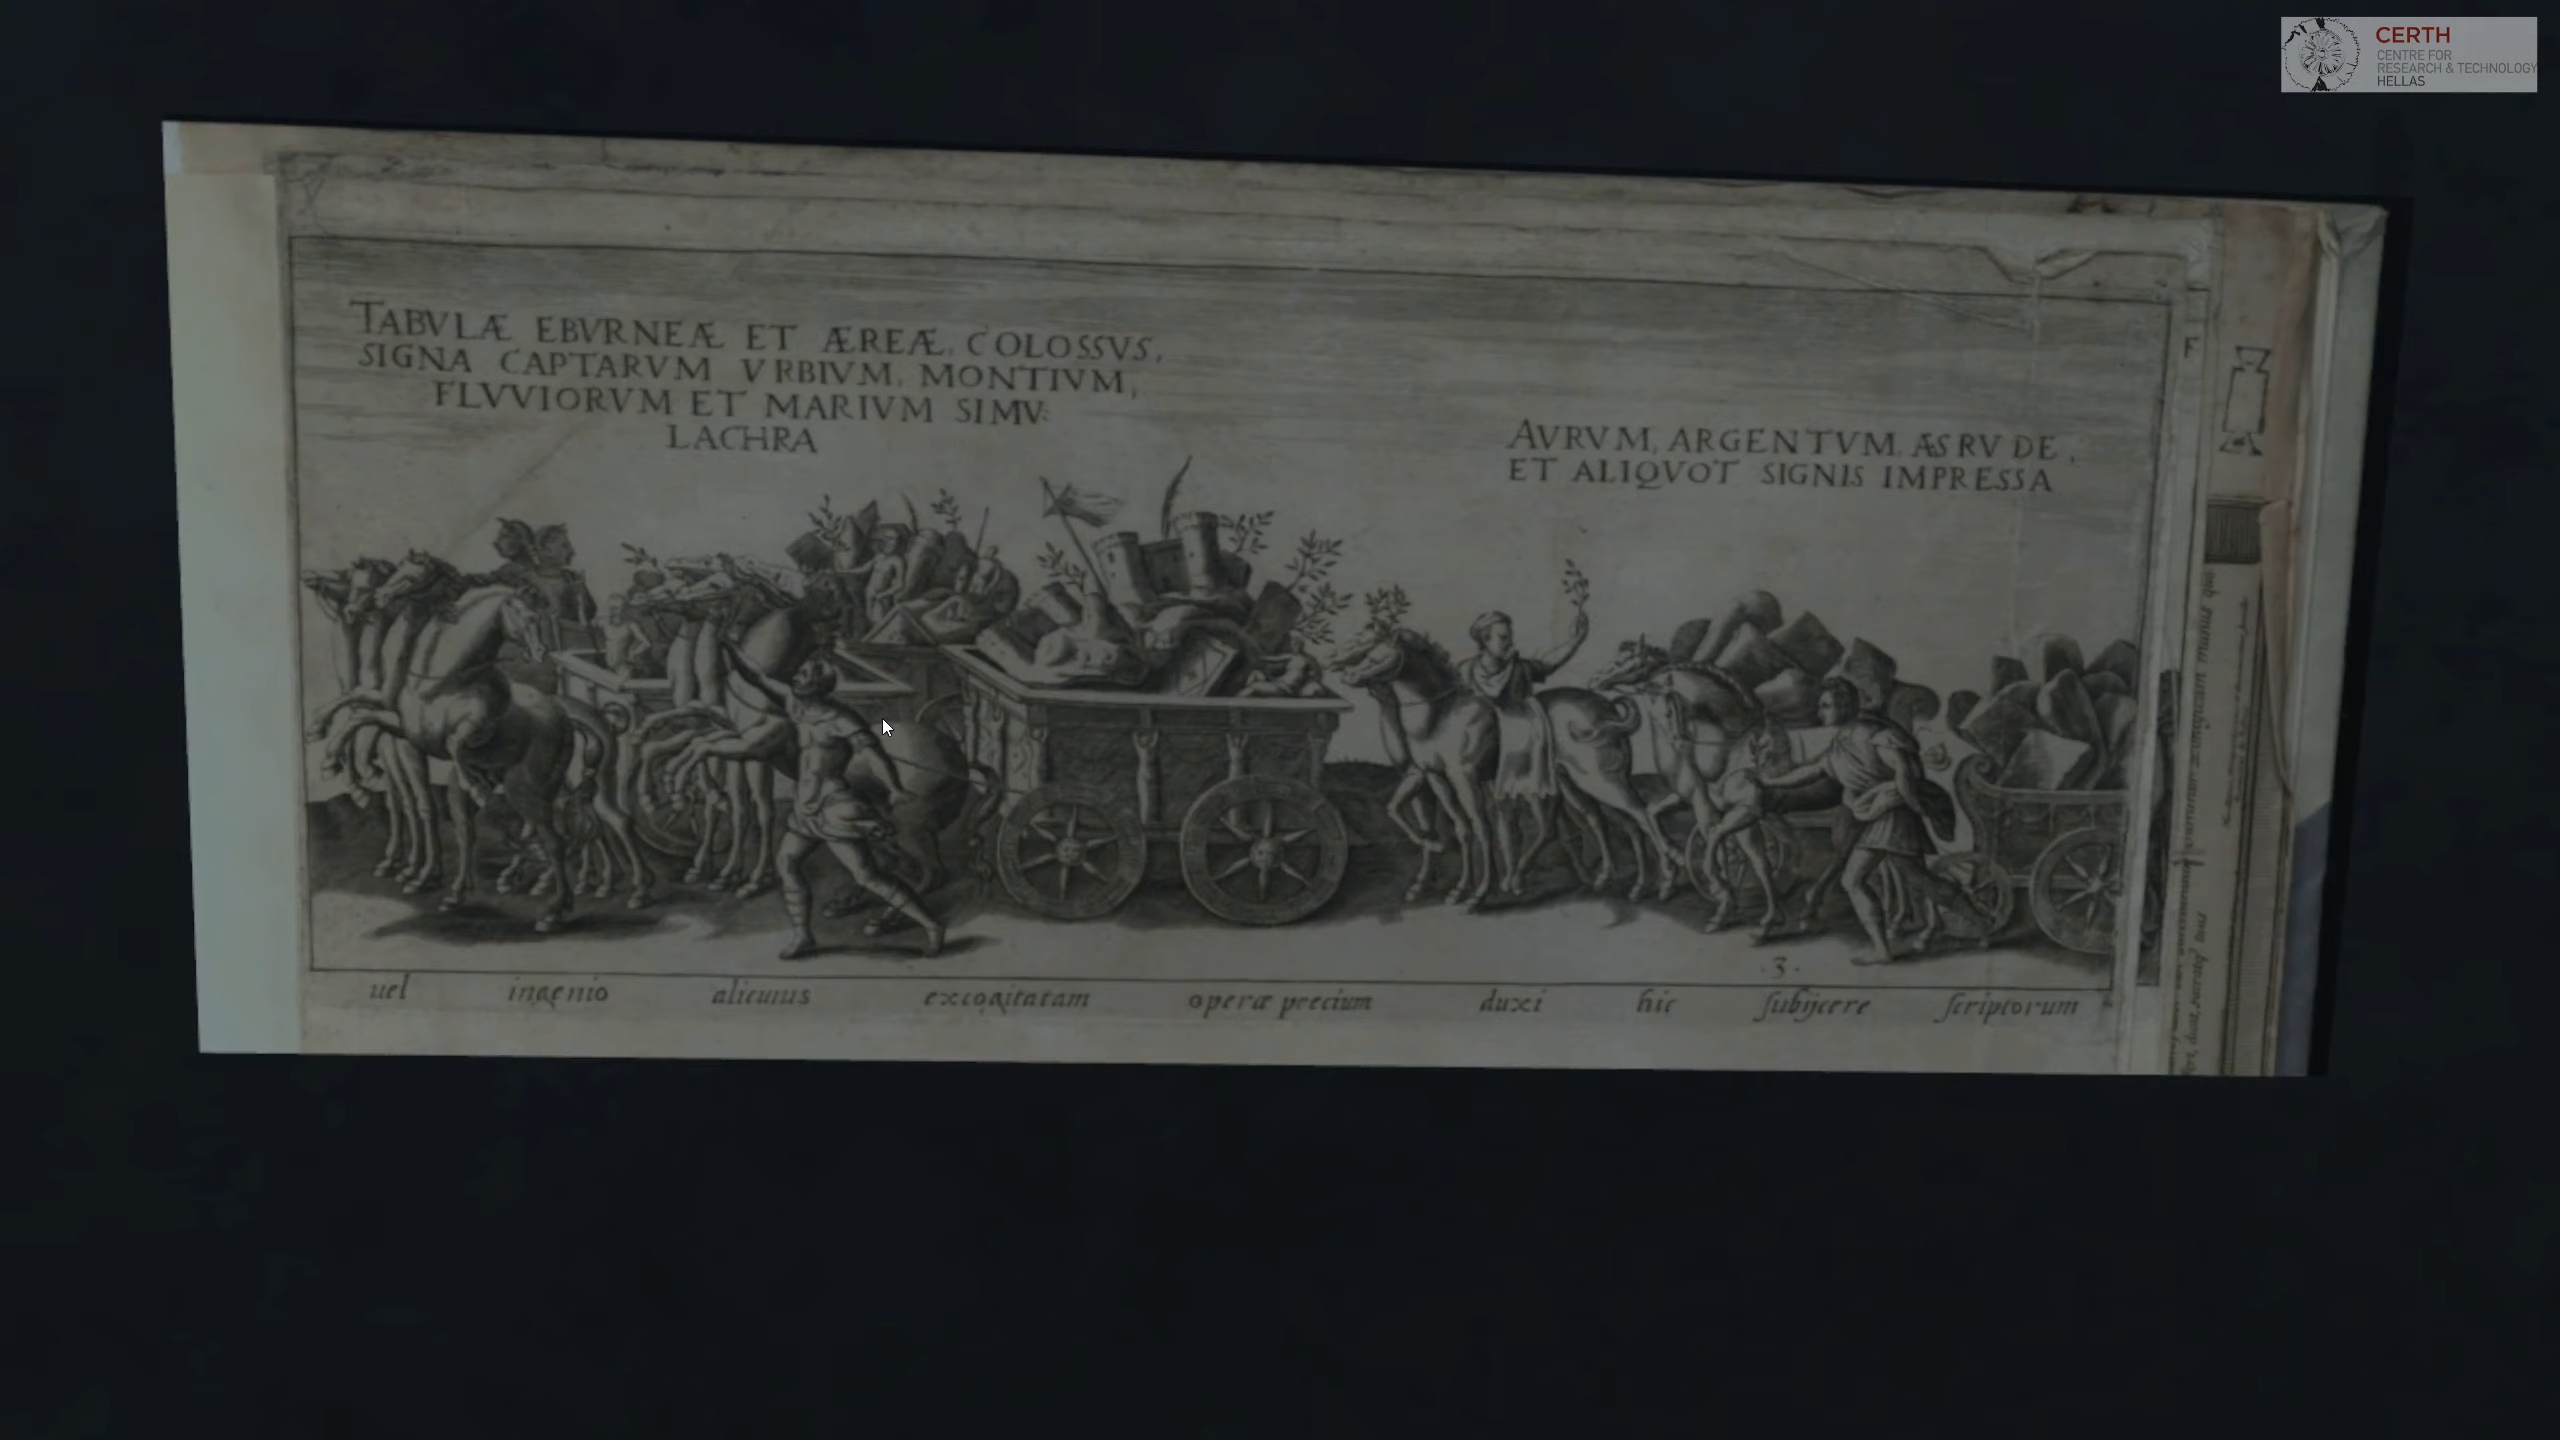 CERTH
CENTRE FOR
RESEARCH & TECHNOLOGY
HELLAS
TABVLÆ EBVRNEÆ ET ÆREÆ, COLOSSVS,
SIGNA CAPTARVM VRBIVM, MONTIVM,
FLVVIORVM ET MARIVM SIMV:
LACHRA
AVRVM, ARGENTVM, ÆS RVDE,
ET ALIQVOT SIGNIS IMPRESSA
F
·3·
uel ingenio alicuius excogitatam operæ precium duxi hic subijcere scriptorum